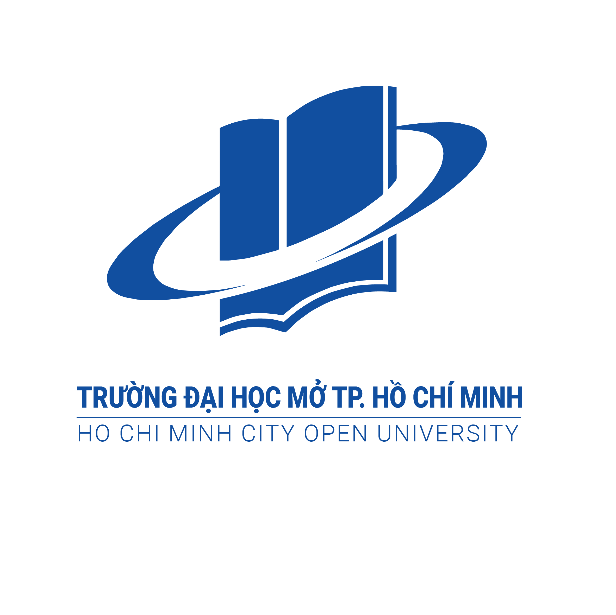 TRƯỜNG ĐẠI HỌC MỞ TP. HỒ CHÍ MINH
HO CHI MINH CITY OPEN UNIVERSITY